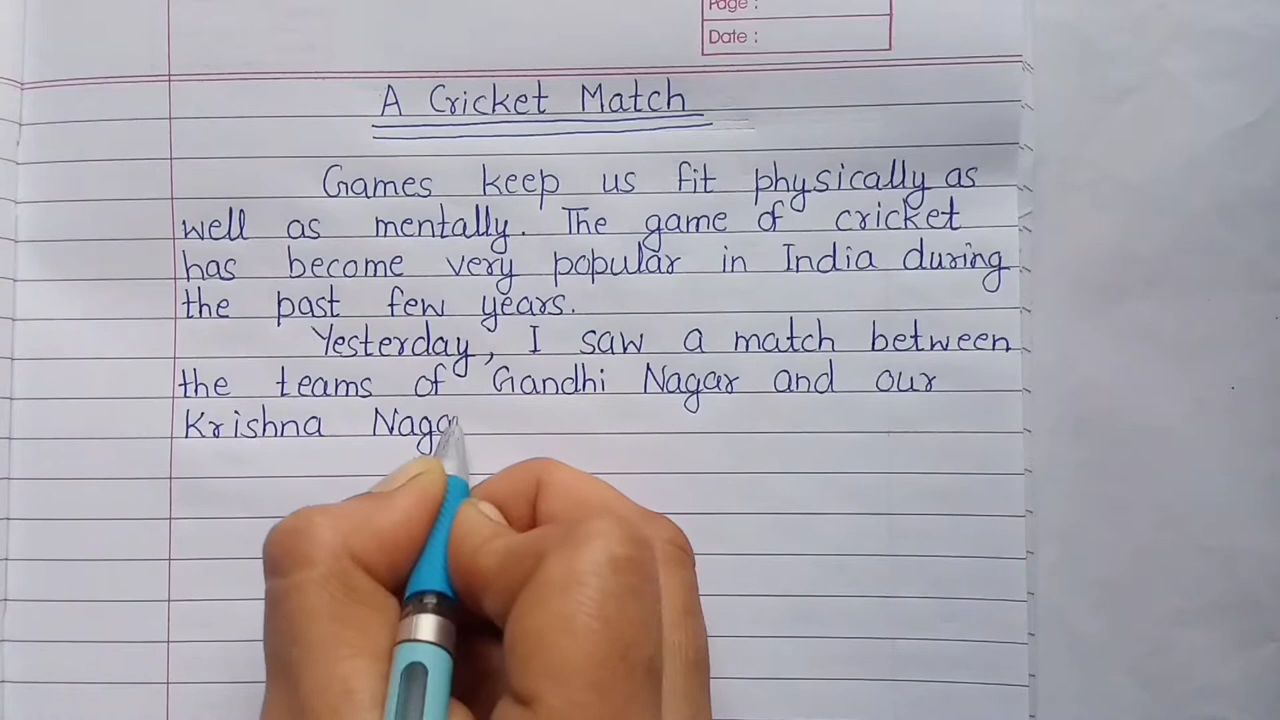 Page :
Date :
A Cricket Match
Games keep us fit physically as
well as mentally. The game of cricket
has become very popular in India during
the past few years.
Yesterday, I saw a match between
the teams of Gandhi Nagar and our
Krishna Naga